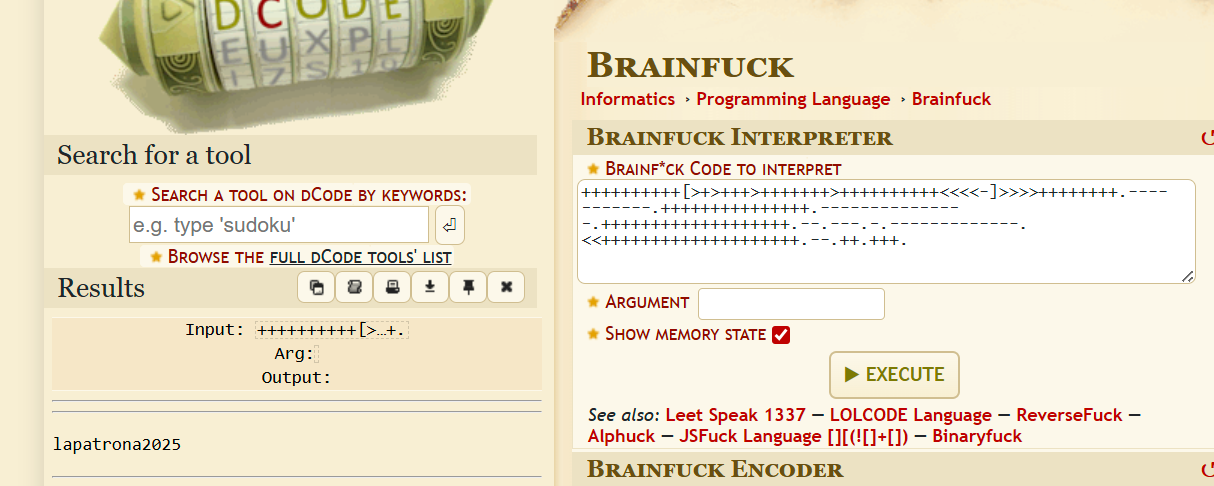 DCODE
EUXPL
Search for a tool
★ Search a tool on dCode by keywords:
e.g. type 'sudoku'
★ Browse the full dCode tools' list
Results
Input: ++++++++++[>…+.
Arg:
Output:
lapatrona2025
Brainfuck
Informatics › Programming Language › Brainfuck
Brainfuck Interpreter
★ Brainf*ck Code to interpret
++++++++++[>+>+++>+++++++>++++++++++<<<<-]>>>>++++++++.----
-------.+++++++++++++++.--------------
-.+++++++++++++++++++.--.---.-.-------------.
<<++++++++++++++++++++.--.++.+++.
★ Argument
★ Show memory state
▶ EXECUTE
See also: Leet Speak 1337 — LOLCODE Language — ReverseFuck —
Alphuck — JSFuck Language [][(![]+[]) — Binaryfuck
Brainfuck Encoder